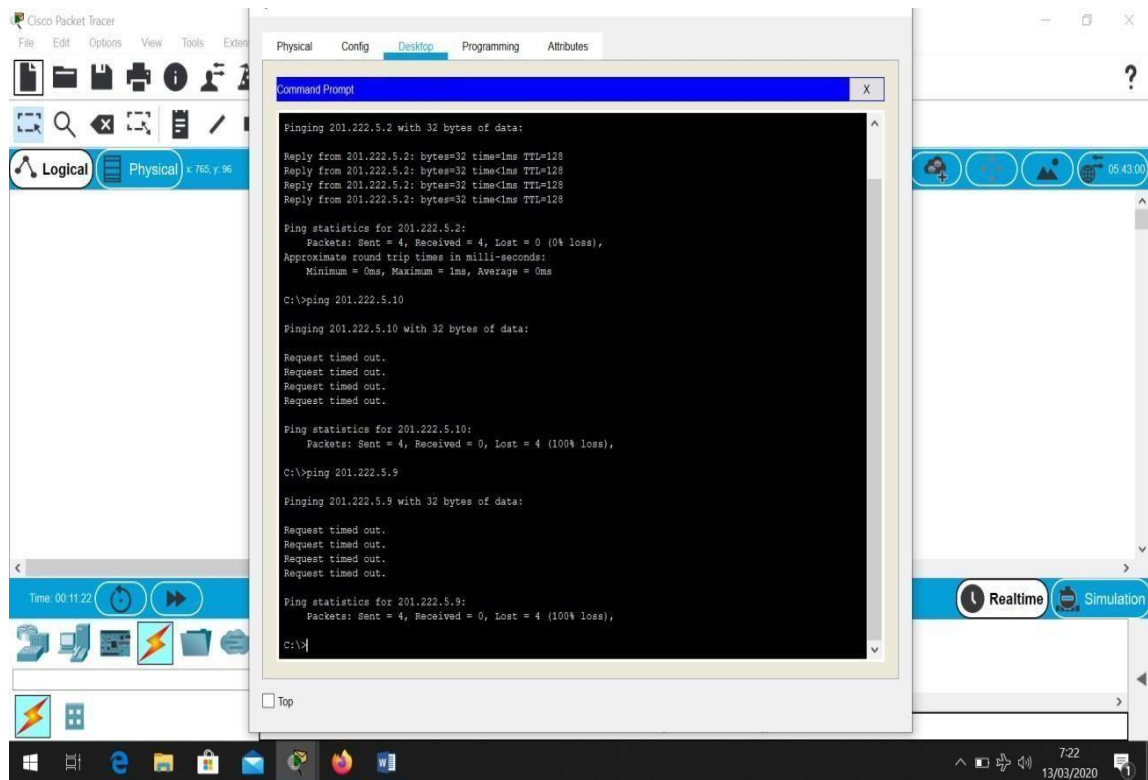 Cisco Packet Tracer
File Edit Options View Tools
Physical Config Desktop Programming Attributes
Command Prompt X
Pinging 201.222.5.2 with 32 bytes of data:
Reply from 201.222.5.2: bytes=32 time=1ms TTL=128
Reply from 201.222.5.2: bytes=32 time<1ms TTL=128
Reply from 201.222.5.2: bytes=32 time<1ms TTL=128
Reply from 201.222.5.2: bytes=32 time<1ms TTL=128
Ping statistics for 201.222.5.2:
Packets: Sent = 4, Received = 4, Lost = 0 (0% loss),
Approximate round trip times in milli-seconds:
Minimum = 0ms, Maximum = 1ms, Average = 0ms
C:\>ping 201.222.5.10
Pinging 201.222.5.10 with 32 bytes of data:
Request timed out.
Request timed out.
Request timed out.
Request timed out.
Ping statistics for 201.222.5.10:
Packets: Sent = 4, Received = 0, Lost = 4 (100% loss),
C:\>ping 201.222.5.9
Pinging 201.222.5.9 with 32 bytes of data:
Request timed out.
Request timed out.
Request timed out.
Request timed out.
Ping statistics for 201.222.5.9:
Packets: Sent = 4, Received = 0, Lost = 4 (100% loss),
C:\>
Top
Logical Physical x: 765, y: 96
05:43:00
Time: 00:11:22
Realtime Simulation
7:22
13/03/2020